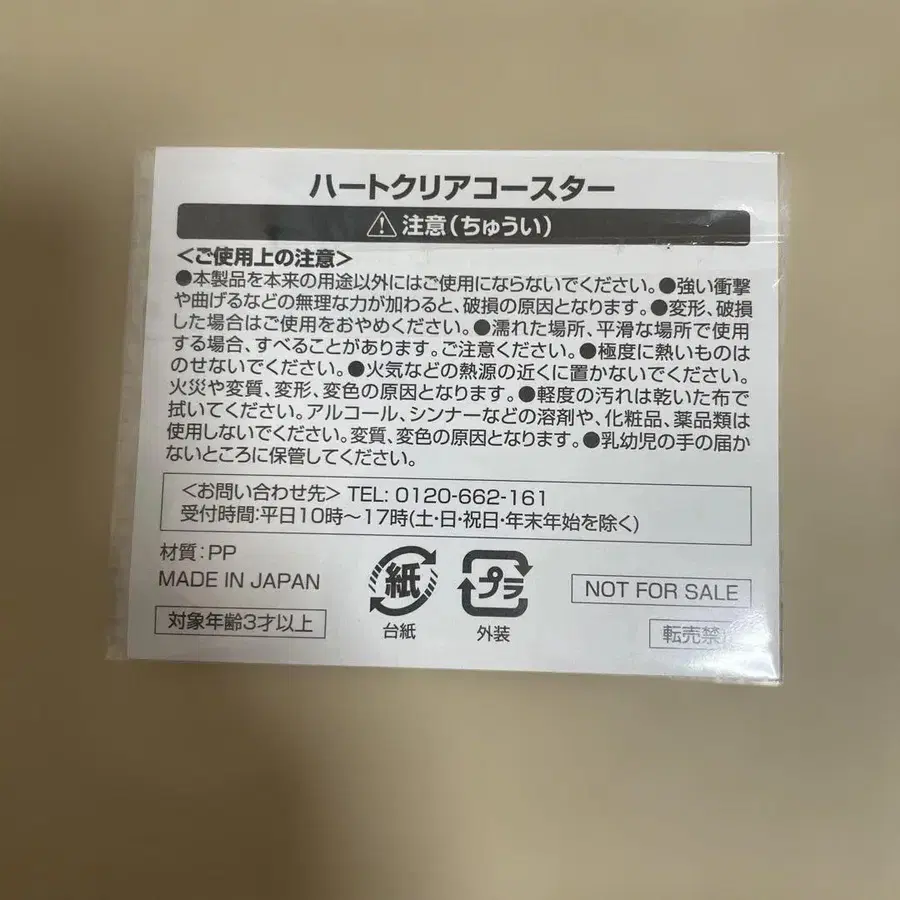 ハートクリアコースター
注意(ちゅうい)
<ご使用上の注意>
●本製品を本来の用途以外にはご使用にならないでください。●強い衝撃
や曲げるなどの無理な力が加わると、破損の原因となります。●変形、破損
した場合はご使用をおやめください。●濡れた場所、平滑な場所で使用
する場合、すべることがあります。ご注意ください。●極度に熱いものは
のせないでください。●火気などの熱源の近くに置かないでください。
火災や変質、変形、変色の原因となります。●軽度の汚れは乾いた布で
拭いてください。アルコール、シンナーなどの溶剤や、化粧品、薬品類は
使用しないでください。変質、変色の原因となります。●乳幼児の手の届か
ないところに保管してください。
<お問い合わせ先> TEL: 0120-662-161
受付時間:平日10時～17時(土・日・祝日・年末年始を除く)
材質:PP
MADE IN JAPAN
対象年齢3才以上
紙
台紙
プラ
外装
NOT FOR SALE
転売禁